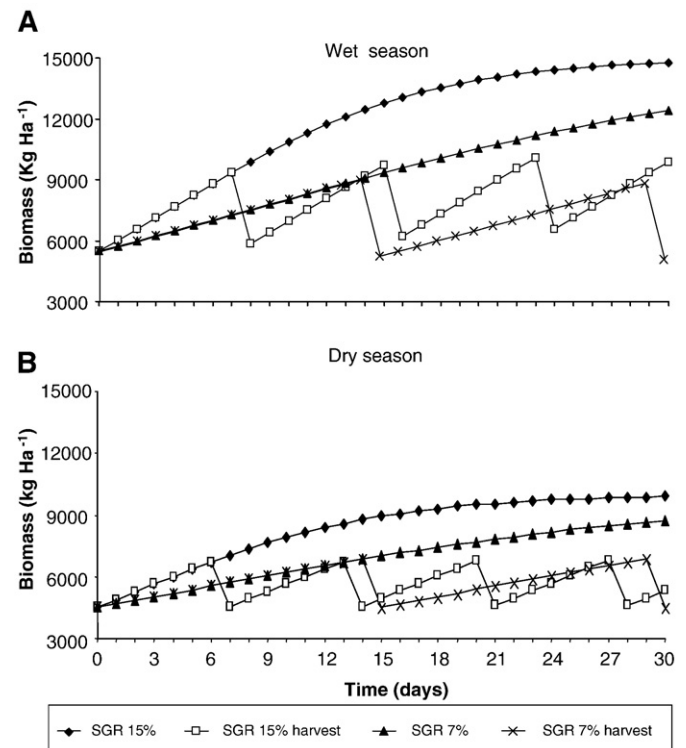 A
Wet season
Biomass (Kg Ha⁻¹)
15000
12000
9000
6000
3000
B
Dry season
Biomass (kg Ha⁻¹)
15000
12000
9000
6000
3000
0 3 6 9 12 15 18 21 24 27 30
Time (days)
SGR 15% SGR 15% harvest SGR 7% SGR 7% harvest